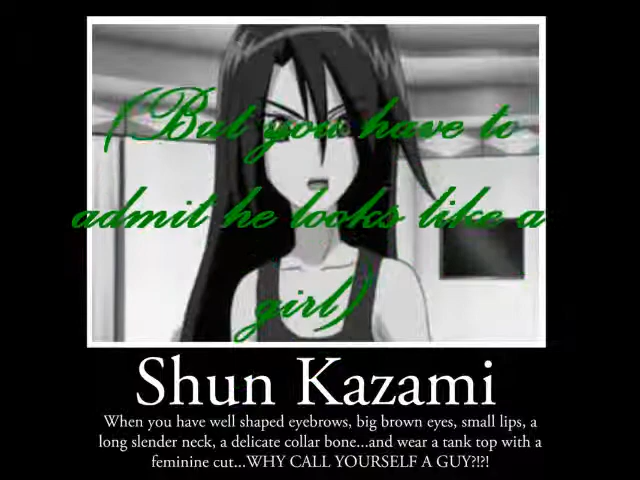 (But you have to
admit he looks like a
girl)
Shun Kazami
When you have well shaped eyebrows, big brown eyes, small lips, a
long slender neck, a delicate collar bone...and wear a tank top with a
feminine cut...WHY CALL YOURSELF A GUY?!?!